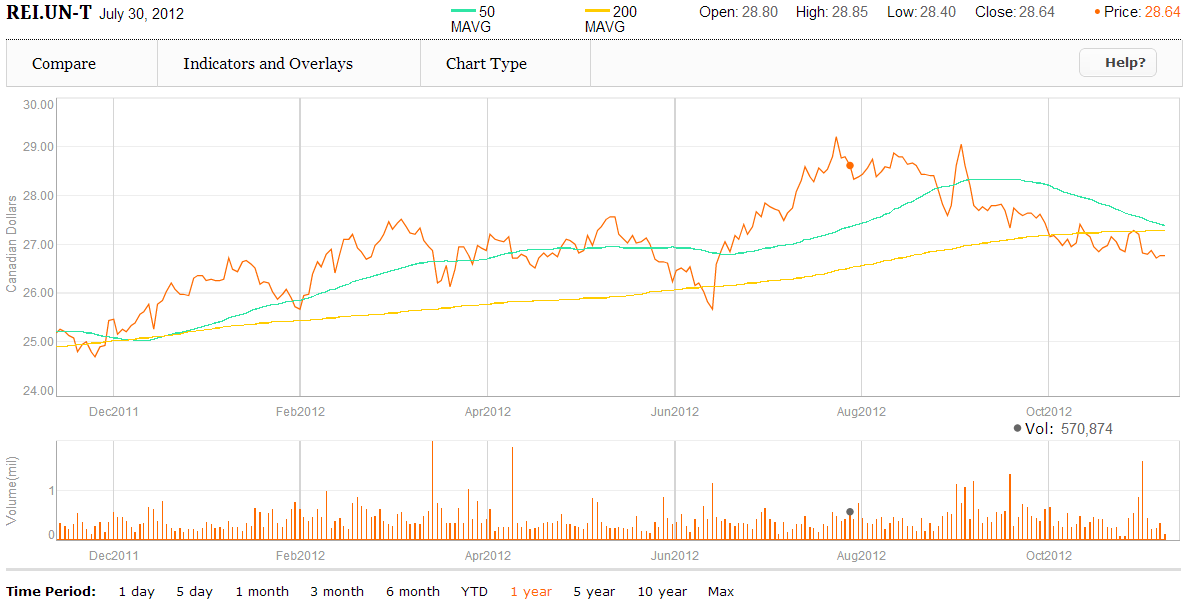 REI.UN-T July 30, 2012 50 MAVG 200 MAVG Open: 28.80 High: 28.85 Low: 28.40 Close: 28.64 Price: 28.64
Compare Indicators and Overlays Chart Type Help?
30.00
29.00
28.00
27.00
26.00
25.00
24.00
Canadian Dollars
Dec2011 Feb2012 Apr2012 Jun2012 Aug2012 Oct2012
Vol: 570,874
1
0
Volume(mil)
Dec2011 Feb2012 Apr2012 Jun2012 Aug2012 Oct2012
Time Period: 1 day 5 day 1 month 3 month 6 month YTD 1 year 5 year 10 year Max